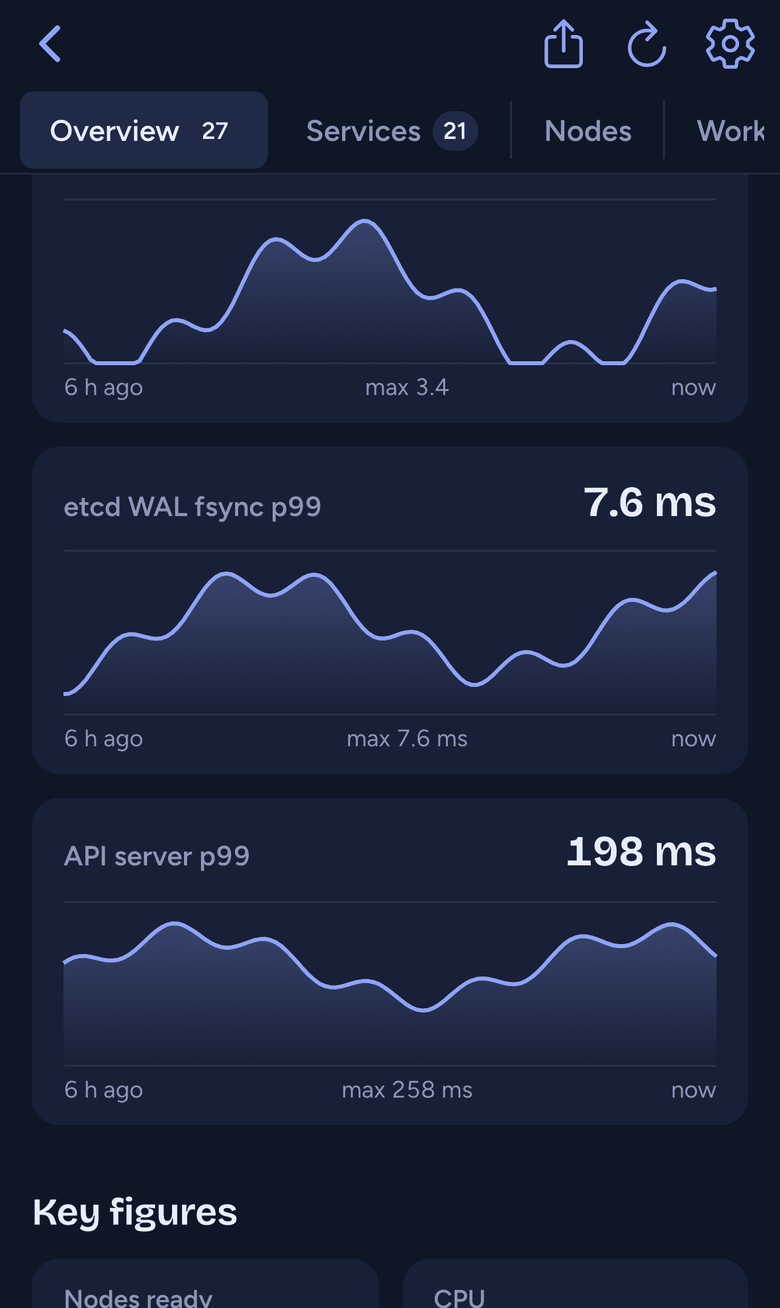 Overview 27 Services 21 Nodes Work
6 h ago max 3.4 now
etcd WAL fsync p99 7.6 ms
6 h ago max 7.6 ms now
API server p99 198 ms
6 h ago max 258 ms now
Key figures
Nodes ready CPU